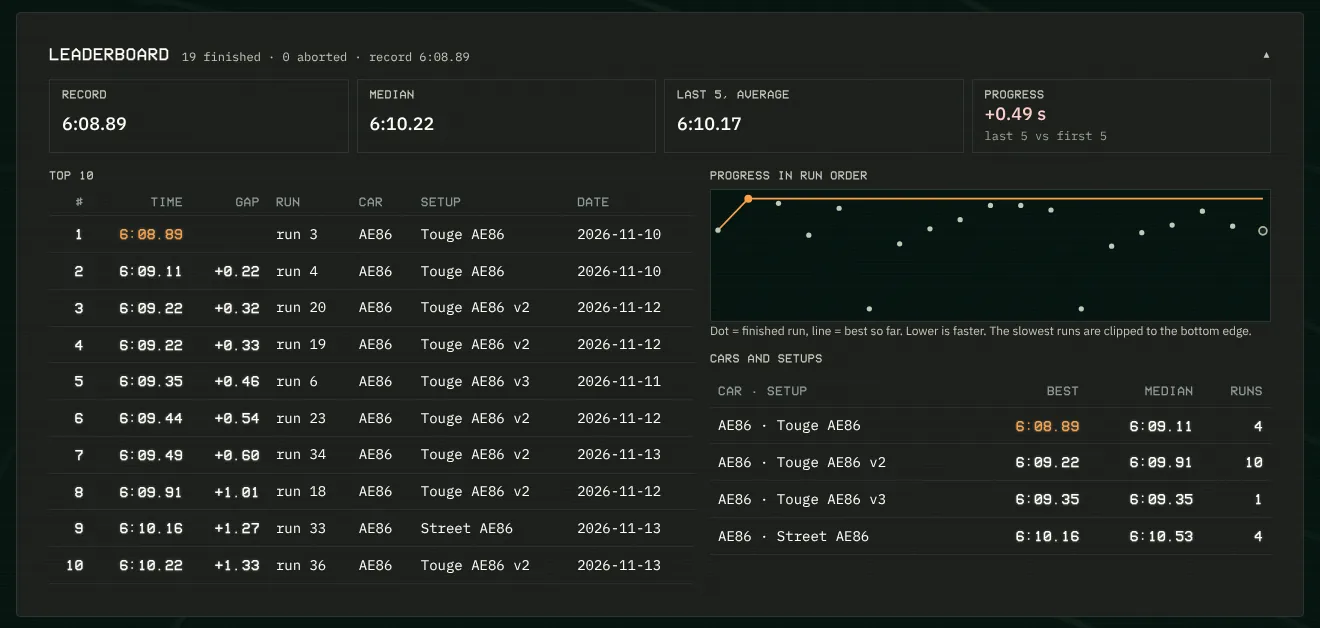 LEADERBOARD 19 finished · 0 aborted · record 6:08.89 ▲
RECORD
6:08.89
MEDIAN
6:10.22
LAST 5, AVERAGE
6:10.17
PROGRESS
+0.49 s
last 5 vs first 5
TOP 10
# TIME GAP RUN CAR SETUP DATE
1 6:08.89 run 3 AE86 Touge AE86 2026-11-10
2 6:09.11 +0.22 run 4 AE86 Touge AE86 2026-11-10
3 6:09.22 +0.32 run 20 AE86 Touge AE86 v2 2026-11-12
4 6:09.22 +0.33 run 19 AE86 Touge AE86 v2 2026-11-12
5 6:09.35 +0.46 run 6 AE86 Touge AE86 v3 2026-11-11
6 6:09.44 +0.54 run 23 AE86 Touge AE86 v2 2026-11-12
7 6:09.49 +0.60 run 34 AE86 Touge AE86 v2 2026-11-13
8 6:09.91 +1.01 run 18 AE86 Touge AE86 v2 2026-11-12
9 6:10.16 +1.27 run 33 AE86 Street AE86 2026-11-13
10 6:10.22 +1.33 run 36 AE86 Touge AE86 v2 2026-11-13
PROGRESS IN RUN ORDER
Dot = finished run, line = best so far. Lower is faster. The slowest runs are clipped to the bottom edge.
CARS AND SETUPS
CAR · SETUP BEST MEDIAN RUNS
AE86 · Touge AE86 6:08.89 6:09.11 4
AE86 · Touge AE86 v2 6:09.22 6:09.91 10
AE86 · Touge AE86 v3 6:09.35 6:09.35 1
AE86 · Street AE86 6:10.16 6:10.53 4